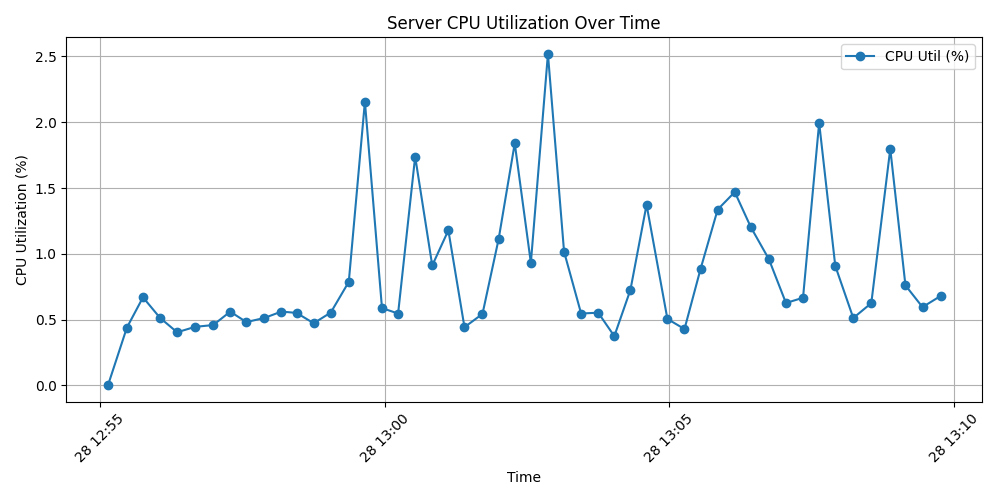 Server CPU Utilization Over Time
CPU Util (%)
CPU Utilization (%)
2.5
2.0
1.5
1.0
0.5
0.0
28 12:55
28 13:00
28 13:05
28 13:10
Time